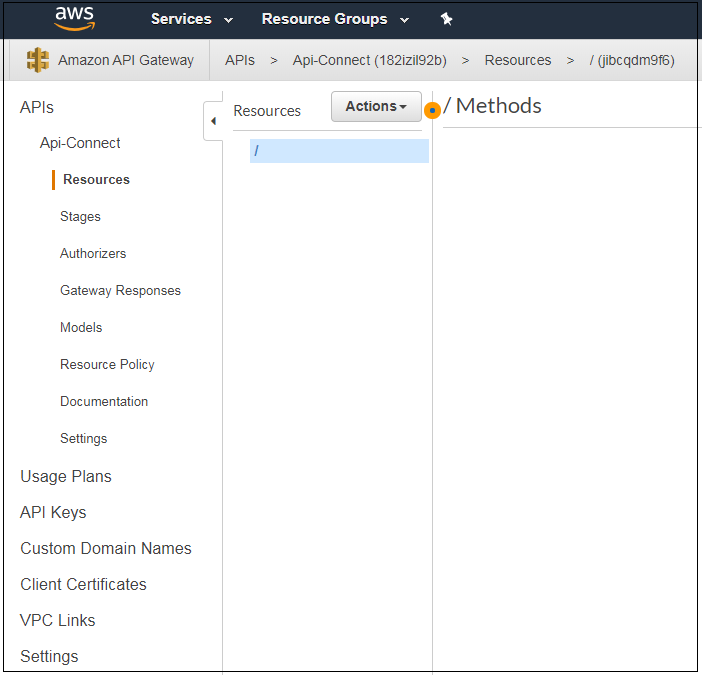 aws Services Resource Groups
Amazon API Gateway APIs > Api-Connect (182izil92b) > Resources > / (jibcqdm9f6)
APIs
Api-Connect
Resources
Stages
Authorizers
Gateway Responses
Models
Resource Policy
Documentation
Settings
Usage Plans
API Keys
Custom Domain Names
Client Certificates
VPC Links
Settings
Resources Actions
/
/ Methods